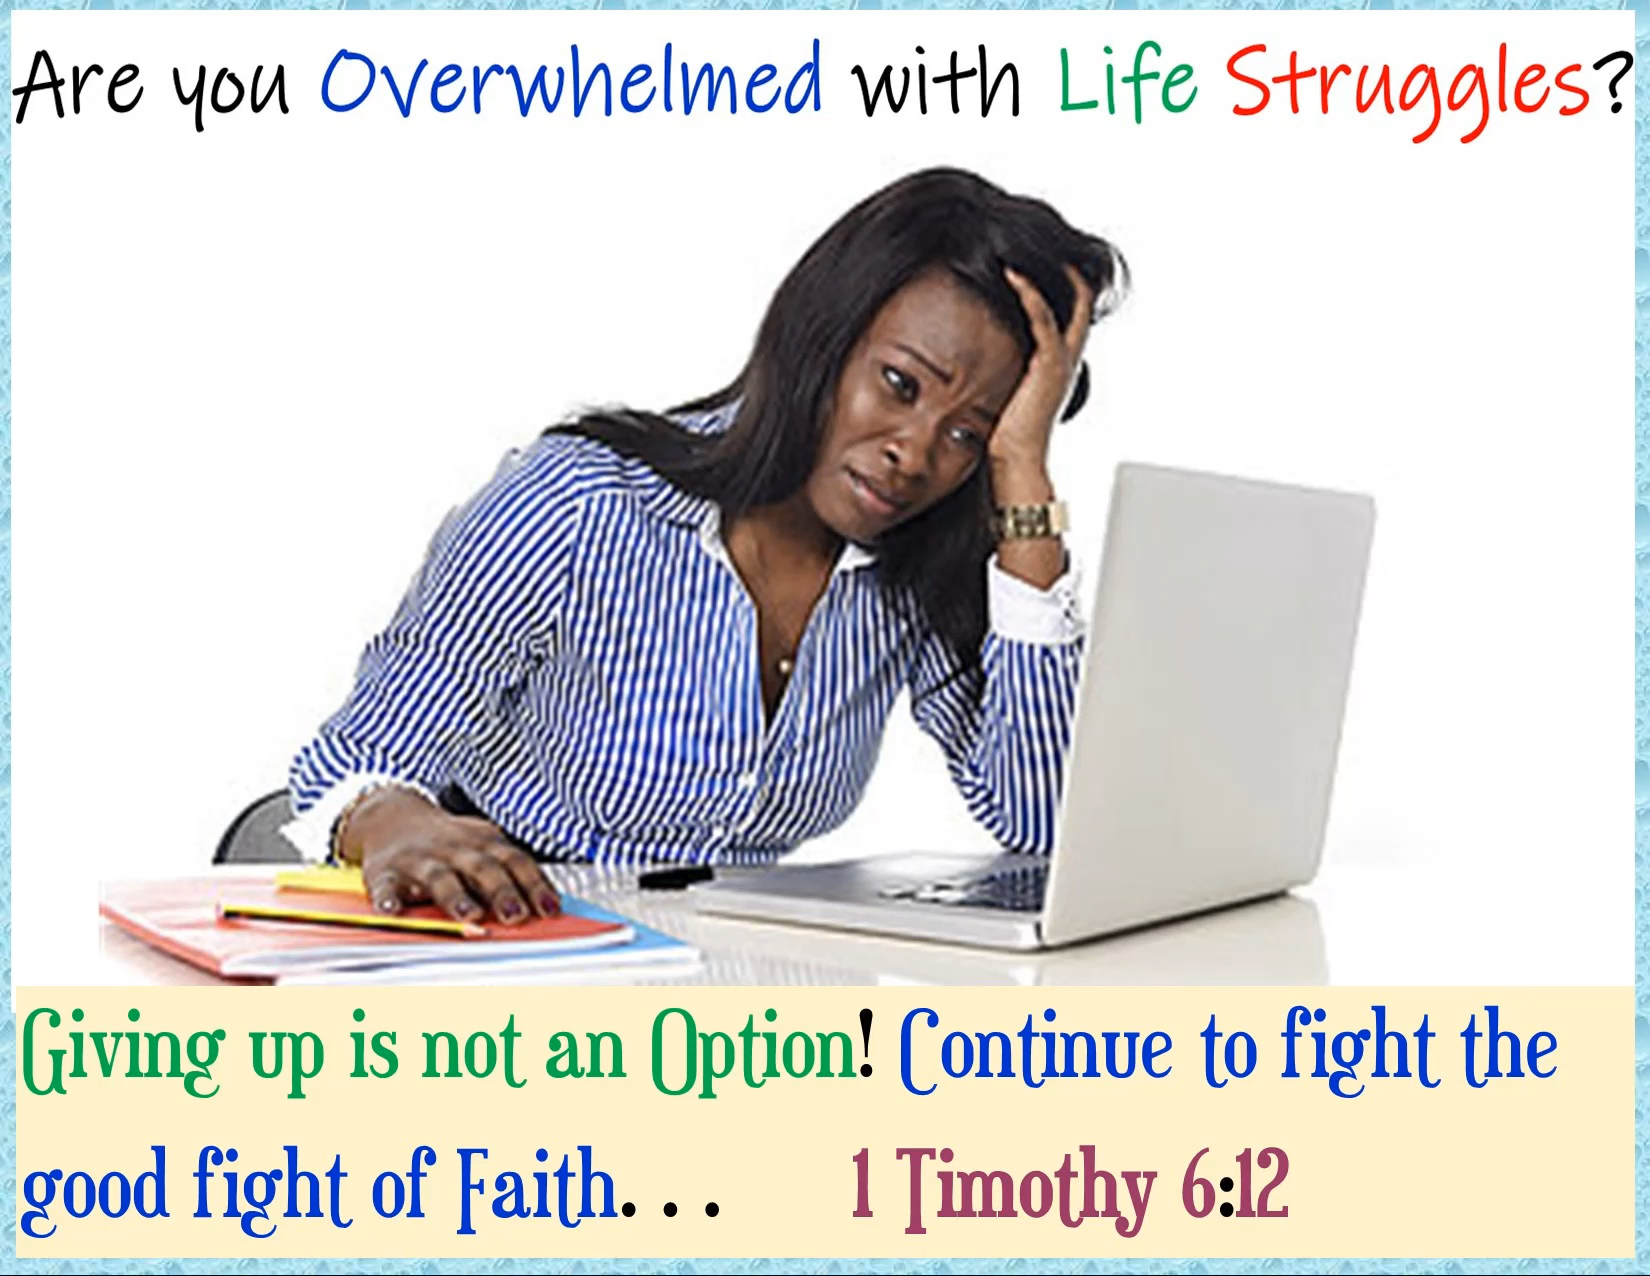 Are you Overwhelmed with Life Struggles?
Giving up is not an Option! Continue to fight the
good fight of Faith... 1 Timothy 6:12